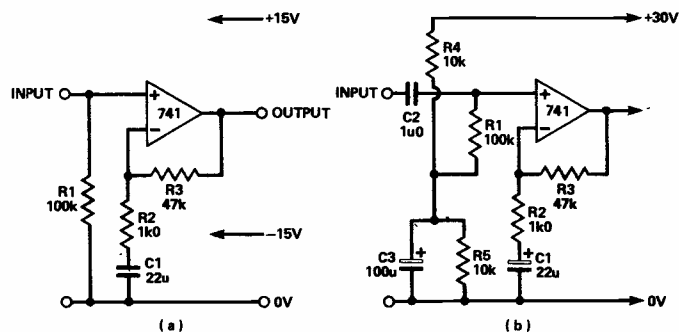 +15V
INPUT
+
741
−
OUTPUT
R1
100k
R3
47k
R2
1k0
−15V
C1
22u
0V
(a)
+30V
R4
10k
INPUT
C2
1u0
+
741
−
R1
100k
R3
47k
R2
1k0
+
C3
100u
R5
10k
+
C1
22u
0V
(b)